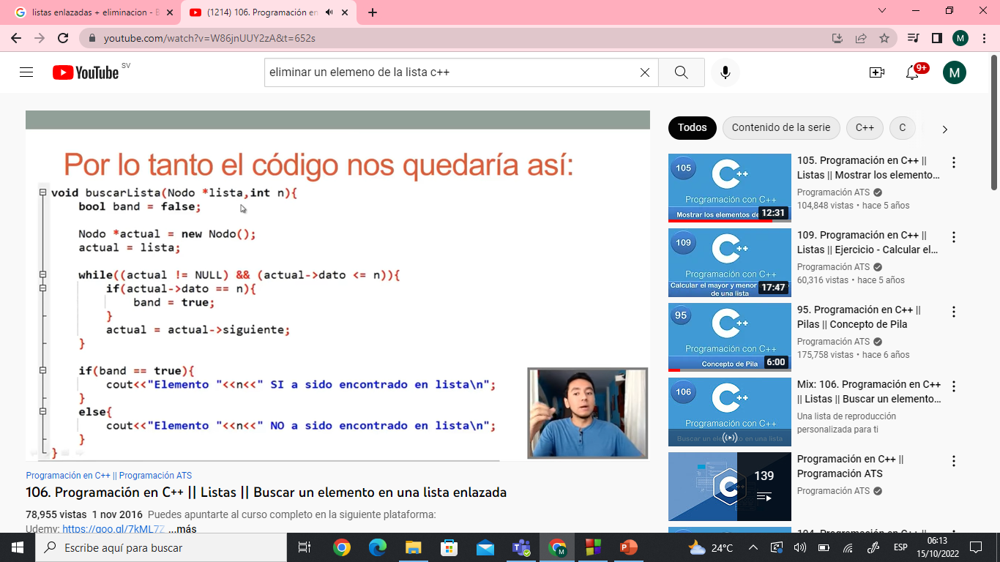 listas enlazadas + eliminacion - B
(1214) 106. Programación en
youtube.com/watch?v=W86jnUUY2zA&t=652s
M
YouTube SV
eliminar un elemeno de la lista c++
9+
M
Por lo tanto el código nos quedaría así:
void buscarLista(Nodo *lista,int n){
bool band = false;
Nodo *actual = new Nodo();
actual = lista;
while((actual != NULL) && (actual->dato <= n)){
if(actual->dato == n){
band = true;
}
actual = actual->siguiente;
}
if(band == true){
cout<<"Elemento "<<n<<" SI a sido encontrado en lista\n";
}
else{
cout<<"Elemento "<<n<<" NO a sido encontrado en lista\n";
}
}
Programación en C++ || Programación ATS
106. Programación en C++ || Listas || Buscar un elemento en una lista enlazada
78,955 vistas 1 nov 2016 Puedes apuntarte al curso completo en la siguiente plataforma:
Udemy: https://goo.gl/7kML7Z ...más
Todos
Contenido de la serie
C++
C
105
C++
Programación con C++
Mostrar los elementos de
12:31
105. Programación en C++ ||
Listas || Mostrar los elemento...
Programación ATS
104,848 vistas • hace 5 años
109
C++
Programación con C++
Calcular el mayor y menor
de una lista
17:47
109. Programación en C++ ||
Listas || Ejercicio - Calcular el...
Programación ATS
60,316 vistas • hace 5 años
95
C++
Programación con C++
Concepto de Pila
6:00
95. Programación en C++ ||
Pilas || Concepto de Pila
Programación ATS
175,758 vistas • hace 6 años
106
C++
Programación con C++
Buscar un elemento en una lista
Mix: 106. Programación en C++
|| Listas || Buscar un elemento...
Una lista de reproducción
personalizada para ti
C++
139
Programación en C++ ||
Programación ATS
Programación ATS
Escribe aquí para buscar
M
24°C
ESP
06:13
15/10/2022